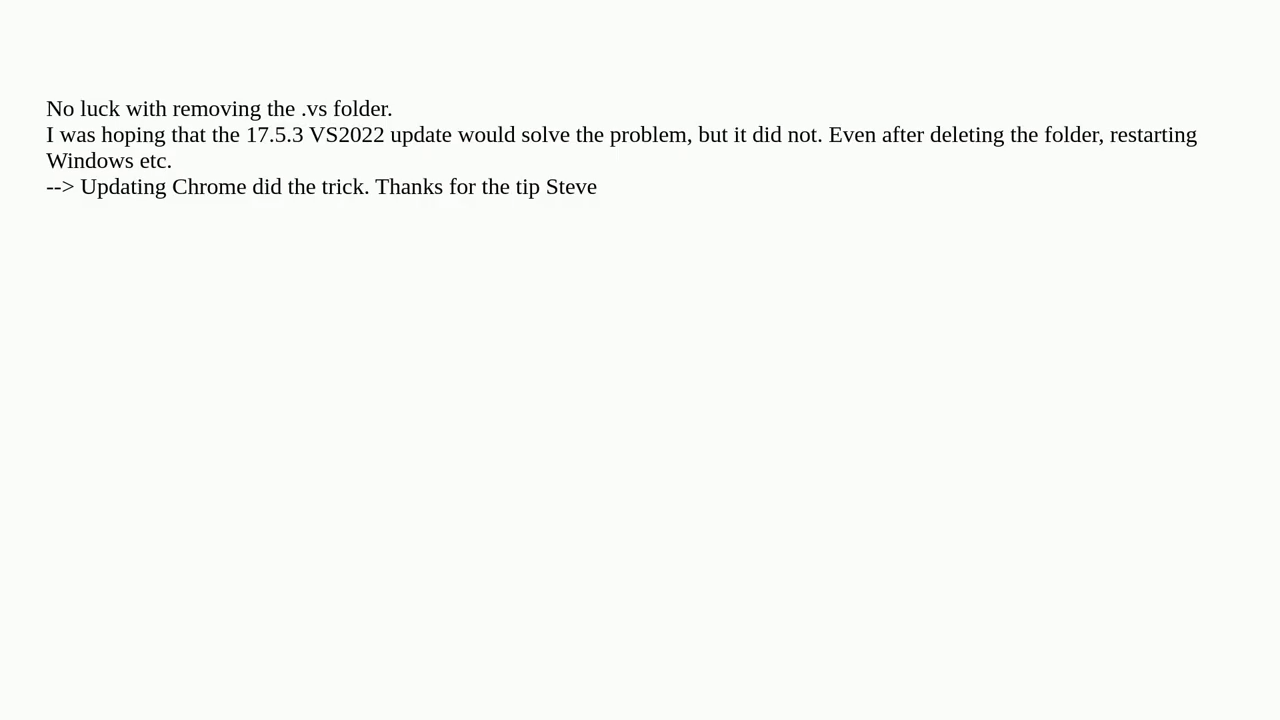 No luck with removing the .vs folder.
I was hoping that the 17.5.3 VS2022 update would solve the problem, but it did not. Even after deleting the folder, restarting
Windows etc.
--> Updating Chrome did the trick. Thanks for the tip Steve